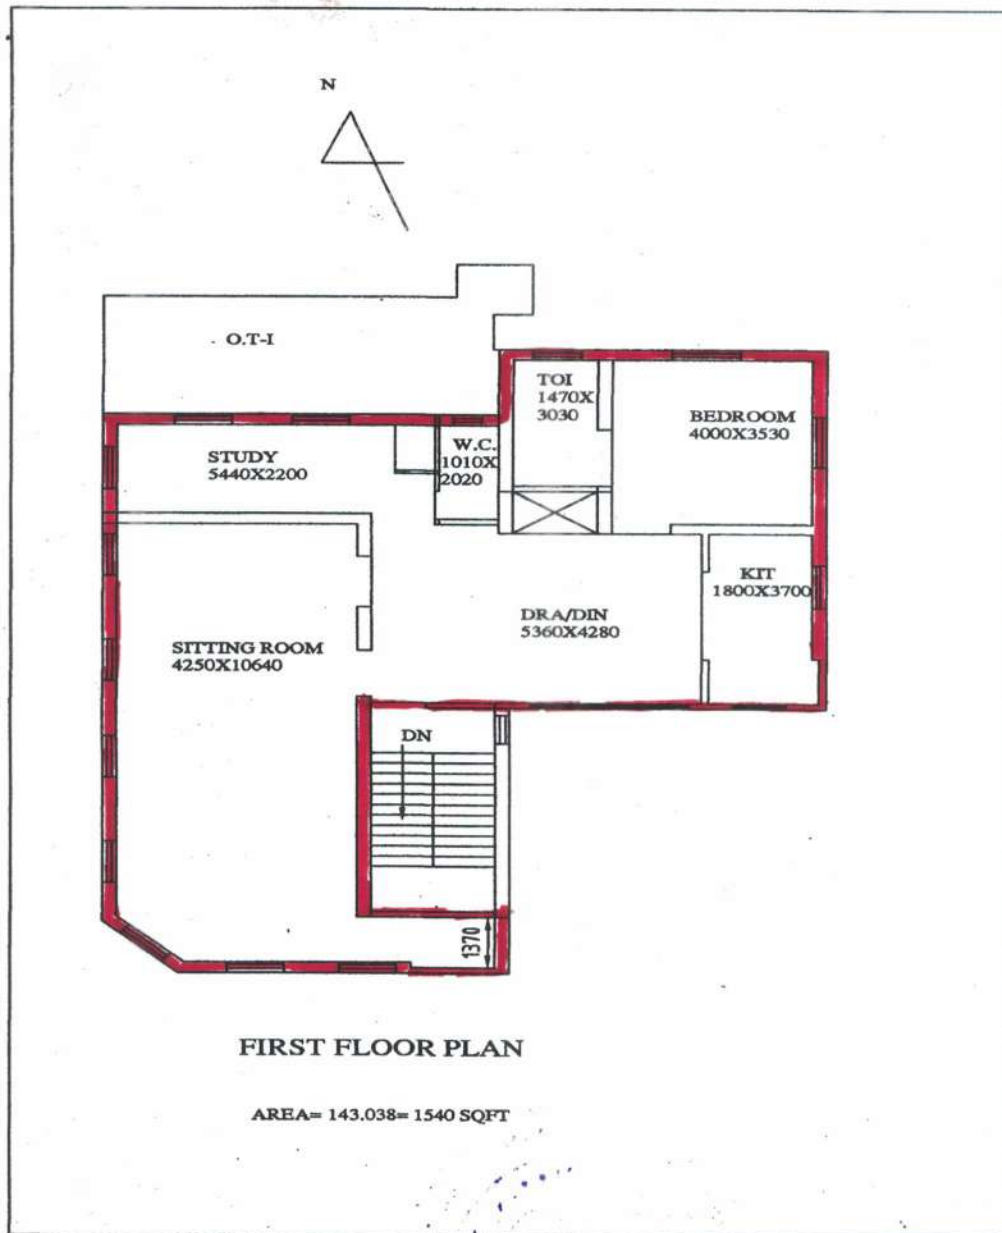 N
O.T-I
TOI
1470X
3030
BEDROOM
4000X3530
STUDY
5440X2200
W.C.
1010X
2020
KIT
1800X3700
DRA/DIN
5360X4280
SITTING ROOM
4250X10640
DN
1370
FIRST FLOOR PLAN
AREA= 143.038= 1540 SQFT